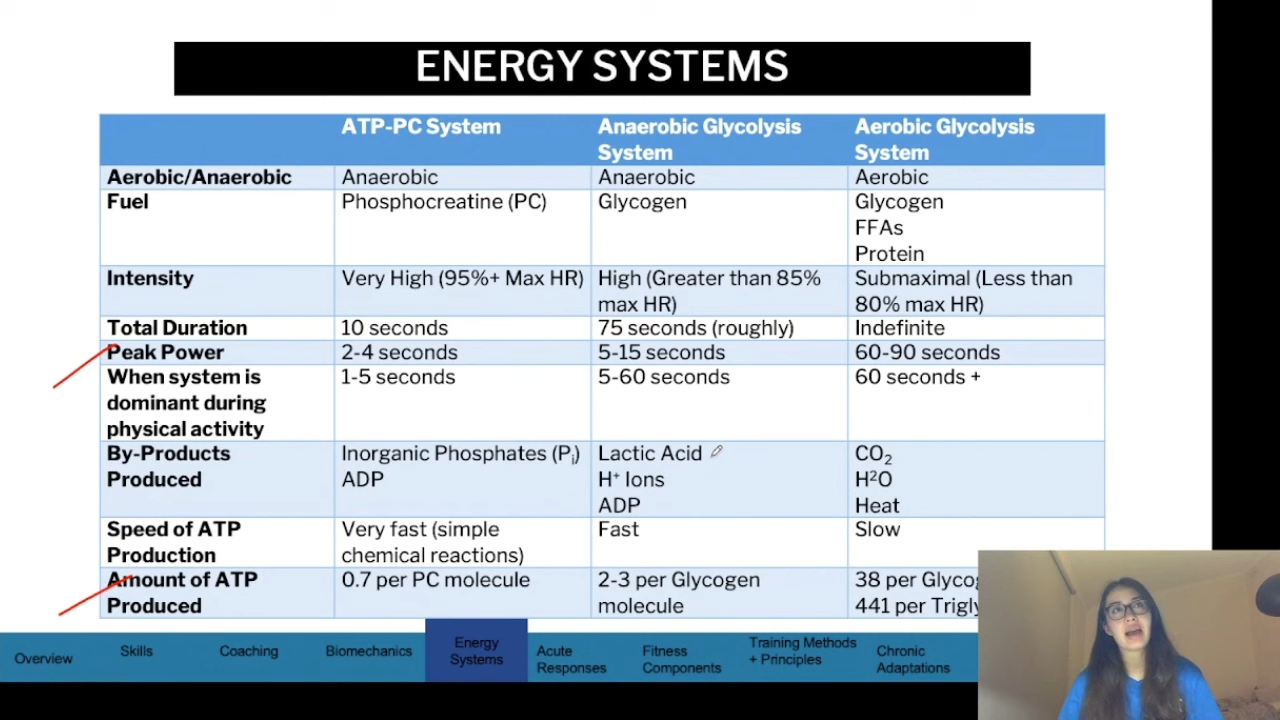 ENERGY SYSTEMS
ATP-PC System
Anaerobic Glycolysis
System
Aerobic Glycolysis
System
Aerobic/Anaerobic
Anaerobic
Anaerobic
Aerobic
Fuel
Phosphocreatine (PC)
Glycogen
Glycogen
FFAs
Protein
Intensity
Very High (95%+ Max HR)
High (Greater than 85%
max HR)
Submaximal (Less than
80% max HR)
Total Duration
10 seconds
75 seconds (roughly)
Indefinite
Peak Power
2-4 seconds
5-15 seconds
60-90 seconds
When system is
dominant during
physical activity
1-5 seconds
5-60 seconds
60 seconds +
By-Products
Produced
Inorganic Phosphates (Pᵢ)
ADP
Lactic Acid
H⁺ Ions
ADP
CO₂
H²O
Heat
Speed of ATP
Production
Very fast (simple
chemical reactions)
Fast
Slow
Amount of ATP
Produced
0.7 per PC molecule
2-3 per Glycogen
molecule
38 per
441 per
Overview
Skills
Coaching
Biomechanics
Energy
Systems
Acute
Responses
Fitness
Components
Training Methods
+ Principles
Chronic
Adaptations